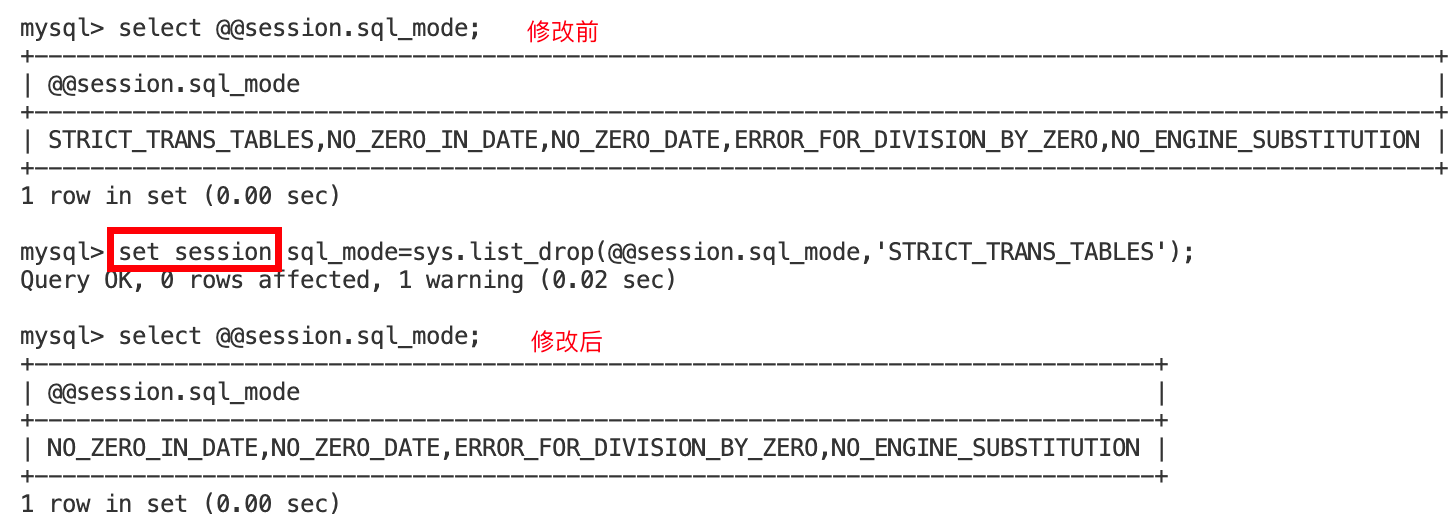 mysql> select @@session.sql_mode; 修改前
+----------------------------------------------------------------------------------------------------+
| @@session.sql_mode                                                                                 |
+----------------------------------------------------------------------------------------------------+
| STRICT_TRANS_TABLES,NO_ZERO_IN_DATE,NO_ZERO_DATE,ERROR_FOR_DIVISION_BY_ZERO,NO_ENGINE_SUBSTITUTION |
+----------------------------------------------------------------------------------------------------+
1 row in set (0.00 sec)
mysql> set session sql_mode=sys.list_drop(@@session.sql_mode,'STRICT_TRANS_TABLES');
Query OK, 0 rows affected, 1 warning (0.02 sec)
mysql> select @@session.sql_mode; 修改后
+--------------------------------------------------------------------------------+
| @@session.sql_mode                                                             |
+--------------------------------------------------------------------------------+
| NO_ZERO_IN_DATE,NO_ZERO_DATE,ERROR_FOR_DIVISION_BY_ZERO,NO_ENGINE_SUBSTITUTION |
+--------------------------------------------------------------------------------+
1 row in set (0.00 sec)